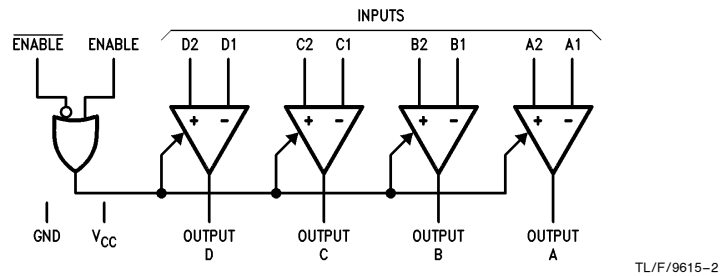 INPUTS
ENABLE ENABLE D2 D1 C2 C1 B2 B1 A2 A1
+ − + − + − + −
GND VCC OUTPUT D OUTPUT C OUTPUT B OUTPUT A
TL/F/9615–2